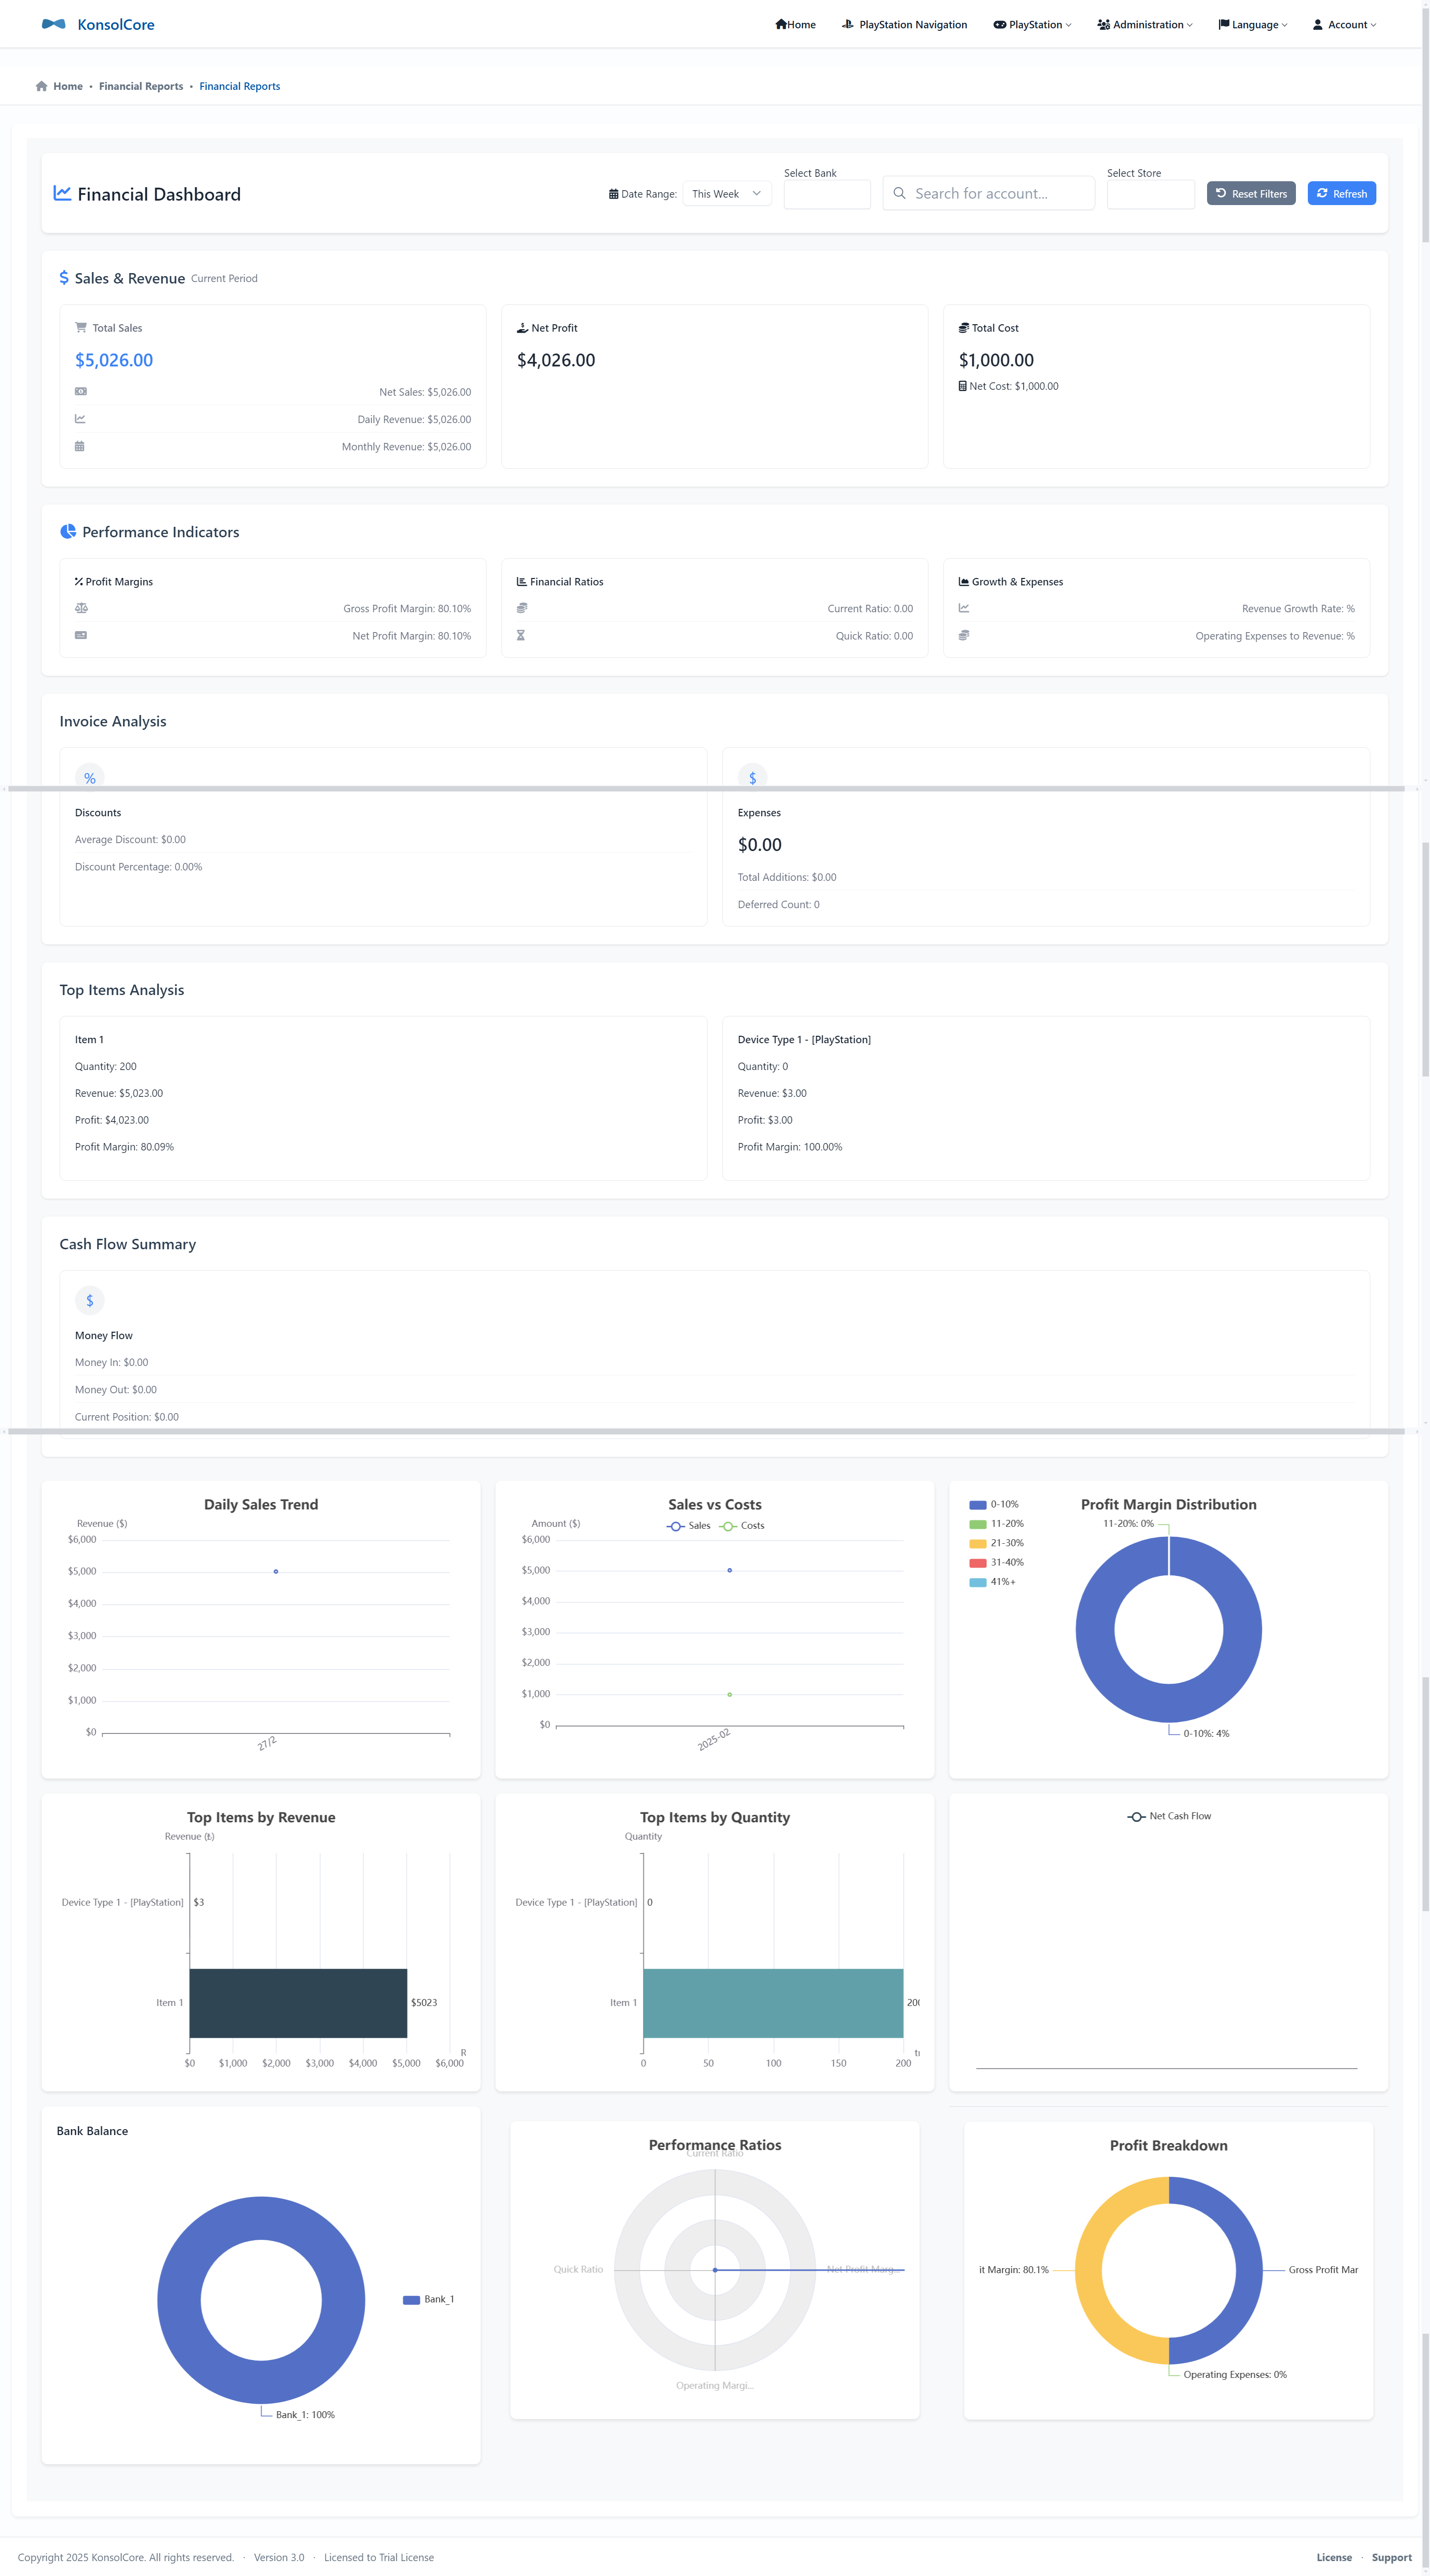 KonsolCore
Home
PlayStation Navigation
PlayStation
Administration
Language
Account
Home • Financial Reports • Financial Reports
Financial Dashboard
Date Range:
This Week
Select Bank
Search for account...
Select Store
Reset Filters
Refresh
Sales & Revenue Current Period
Total Sales
$5,026.00
Net Sales: $5,026.00
Daily Revenue: $5,026.00
Monthly Revenue: $5,026.00
Net Profit
$4,026.00
Total Cost
$1,000.00
Net Cost: $1,000.00
Performance Indicators
Profit Margins
Gross Profit Margin: 80.10%
Net Profit Margin: 80.10%
Financial Ratios
Current Ratio: 0.00
Quick Ratio: 0.00
Growth & Expenses
Revenue Growth Rate: %
Operating Expenses to Revenue: %
Invoice Analysis
%
Discounts
Average Discount: $0.00
Discount Percentage: 0.00%
$
Expenses
$0.00
Total Additions: $0.00
Deferred Count: 0
Top Items Analysis
Item 1
Quantity: 200
Revenue: $5,023.00
Profit: $4,023.00
Profit Margin: 80.09%
Device Type 1 - [PlayStation]
Quantity: 0
Revenue: $3.00
Profit: $3.00
Profit Margin: 100.00%
Cash Flow Summary
$
Money Flow
Money In: $0.00
Money Out: $0.00
Current Position: $0.00
Daily Sales Trend
Revenue ($)
$6,000
$5,000
$4,000
$3,000
$2,000
$1,000
$0
27/2
Sales vs Costs
Amount ($)
Sales
Costs
$6,000
$5,000
$4,000
$3,000
$2,000
$1,000
$0
2025-02
Profit Margin Distribution
0-10%
11-20%
21-30%
31-40%
41%+
11-20%: 0%
0-10%: 4%
Top Items by Revenue
Revenue (₺)
Device Type 1 - [PlayStation]
$3
Item 1
$5023
R
$0 $1,000 $2,000 $3,000 $4,000 $5,000 $6,000
Top Items by Quantity
Quantity
Device Type 1 - [PlayStation]
0
Item 1
0 50 100 150 200
Net Cash Flow
Bank Balance
Bank_1
Bank_1: 100%
Performance Ratios
Current Ratio
Quick Ratio
Net Profit Marg...
Operating Margi...
Profit Breakdown
it Margin: 80.1%
Gross Profit Mar
Operating Expenses: 0%
Copyright 2025 KonsolCore. All rights reserved. · Version 3.0 · Licensed to Trial License
License · Support